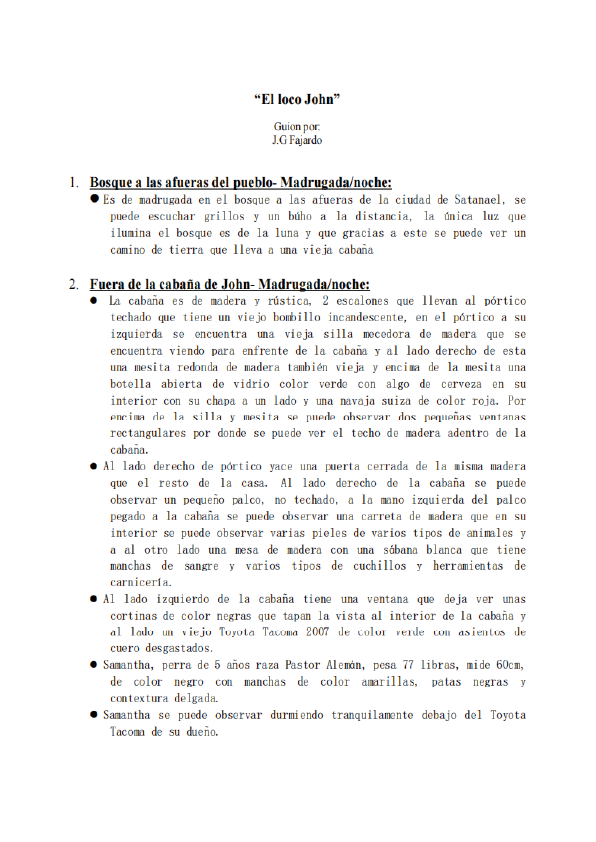 “El loco John”
Guion por:
J.G Fajardo
1. Bosque a las afueras del pueblo- Madrugada/noche:
● Es de madrugada en el bosque a las afueras de la ciudad de Satanael, se
puede escuchar grillos y un búho a la distancia, la única luz que
ilumina el bosque es de la luna y que gracias a este se puede ver un
camino de tierra que lleva a una vieja cabaña
2. Fuera de la cabaña de John- Madrugada/noche:
● La cabaña es de madera y rústica, 2 escalones que llevan al pórtico
techado que tiene un viejo bombillo incandescente, en el pórtico a su
izquierda se encuentra una vieja silla mecedora de madera que se
encuentra viendo para enfrente de la cabaña y al lado derecho de esta
una mesita redonda de madera también vieja y encima de la mesita una
botella abierta de vidrio color verde con algo de cerveza en su
interior con su chapa a un lado y una navaja suiza de color roja. Por
encima de la silla y mesita se puede observar dos pequeñas ventanas
rectangulares por donde se puede ver el techo de madera adentro de la
cabaña.
● Al lado derecho de pórtico yace una puerta cerrada de la misma madera
que el resto de la casa. Al lado derecho de la cabaña se puede
observar un pequeño palco, no techado, a la mano izquierda del palco
pegado a la cabaña se puede observar una carreta de madera que en su
interior se puede observar varias pieles de varios tipos de animales y
a al otro lado una mesa de madera con una sábana blanca que tiene
manchas de sangre y varios tipos de cuchillos y herramientas de
carnicería.
● Al lado izquierdo de la cabaña tiene una ventana que deja ver unas
cortinas de color negras que tapan la vista al interior de la cabaña y
al lado un viejo Toyota Tacoma 2007 de color verde con asientos de
cuero desgastados.
● Samantha, perra de 5 años raza Pastor Alemán, pesa 77 libras, mide 60cm,
de color negro con manchas de color amarillas, patas negras y
contextura delgada.
● Samantha se puede observar durmiendo tranquilamente debajo del Toyota
Tacoma de su dueño.